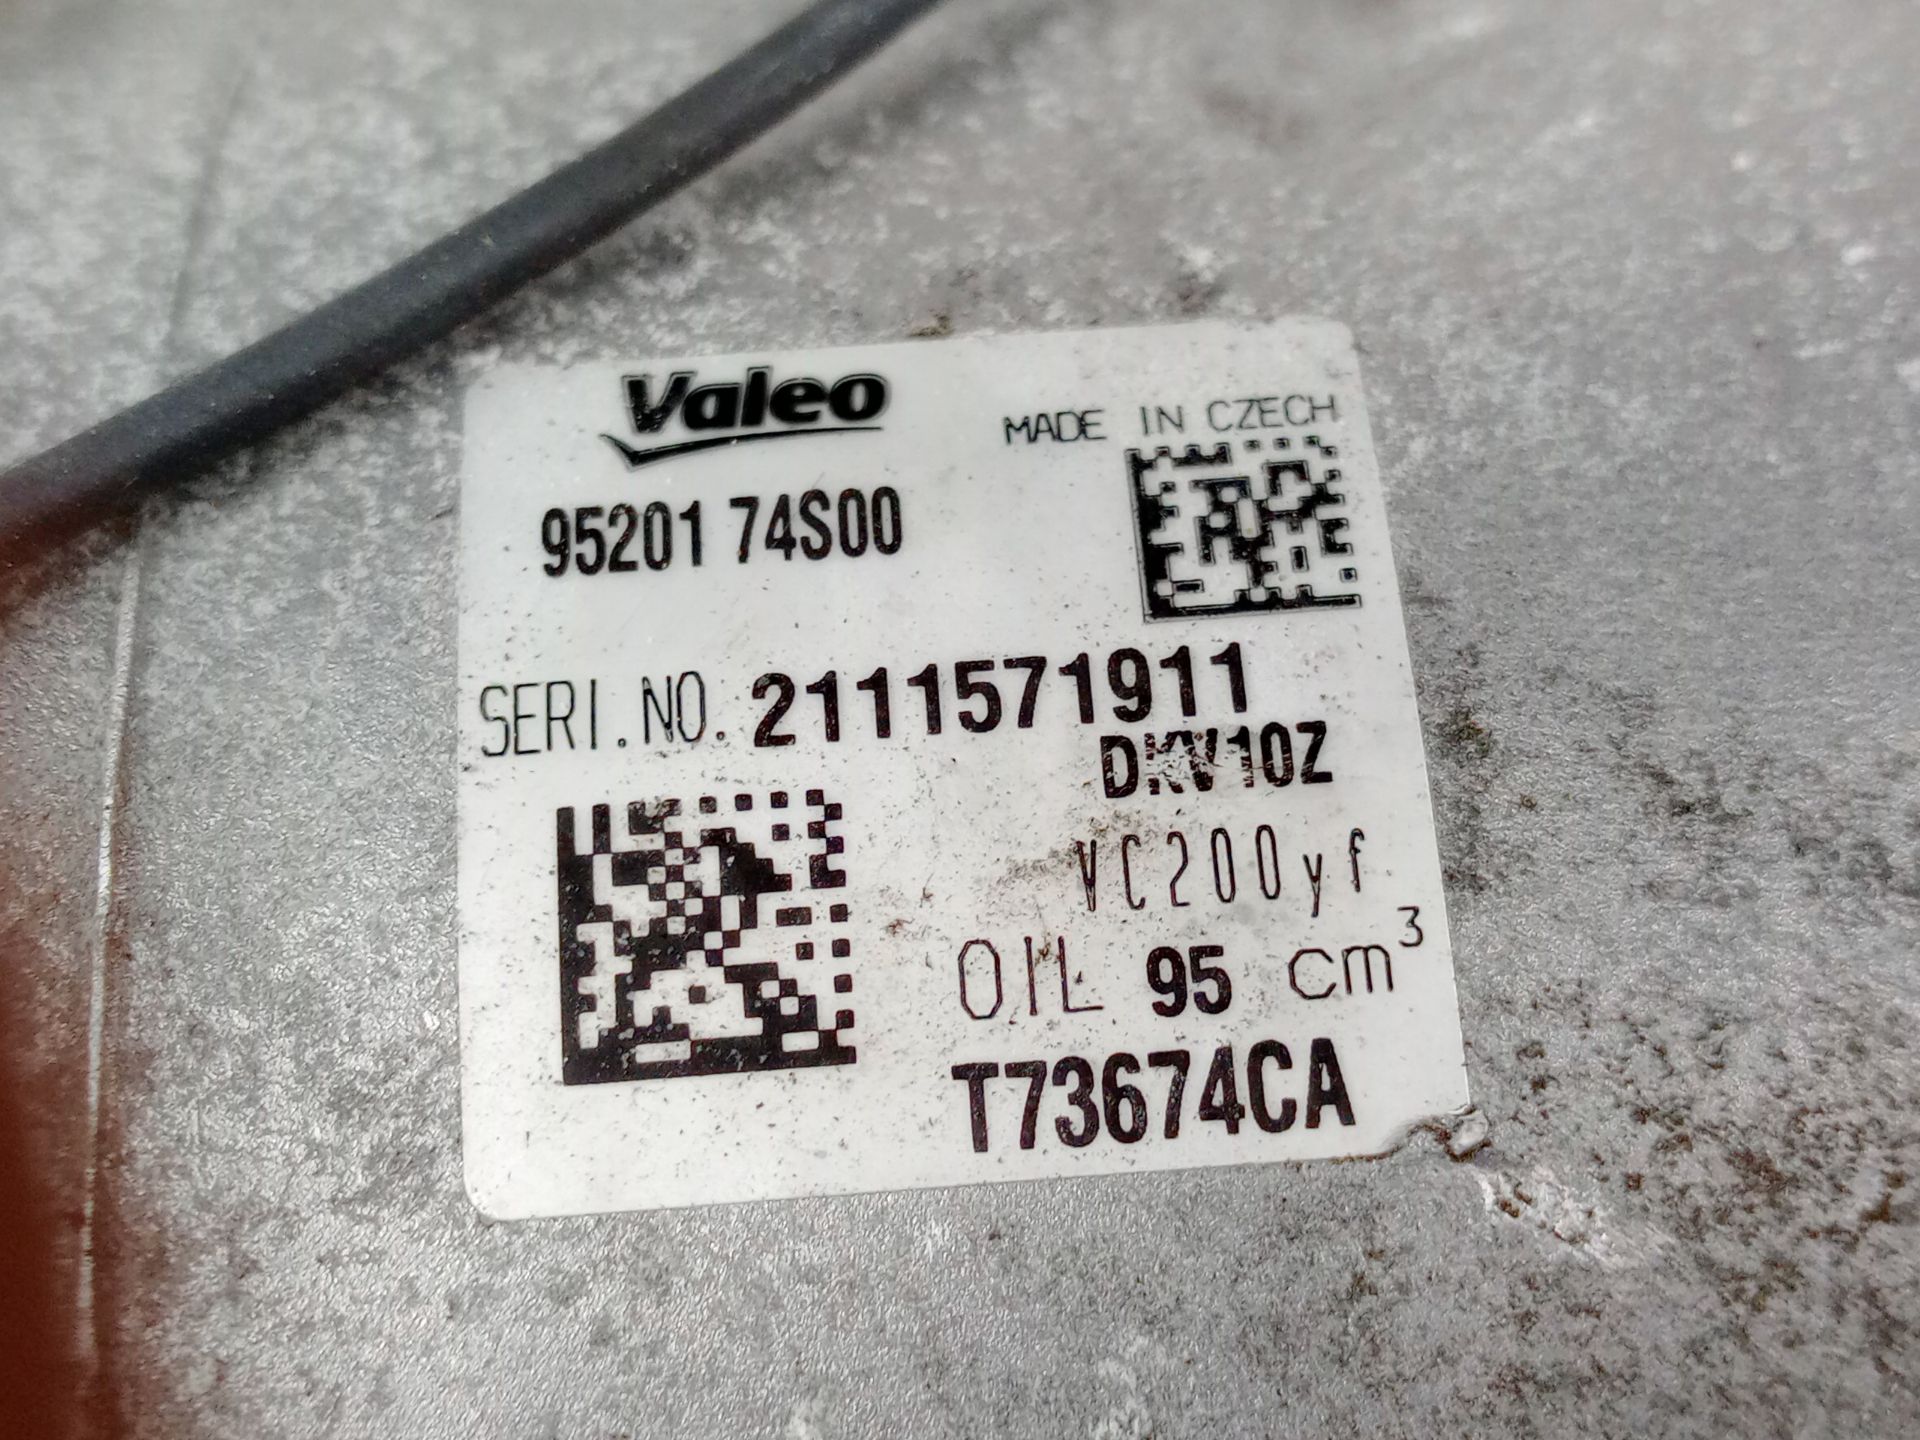 Valeo
MADE IN CZECH
95201 74S00
SERI.NO. 2111571911
DKV10Z
VC200yf
OIL 95 cm³
T73674CA